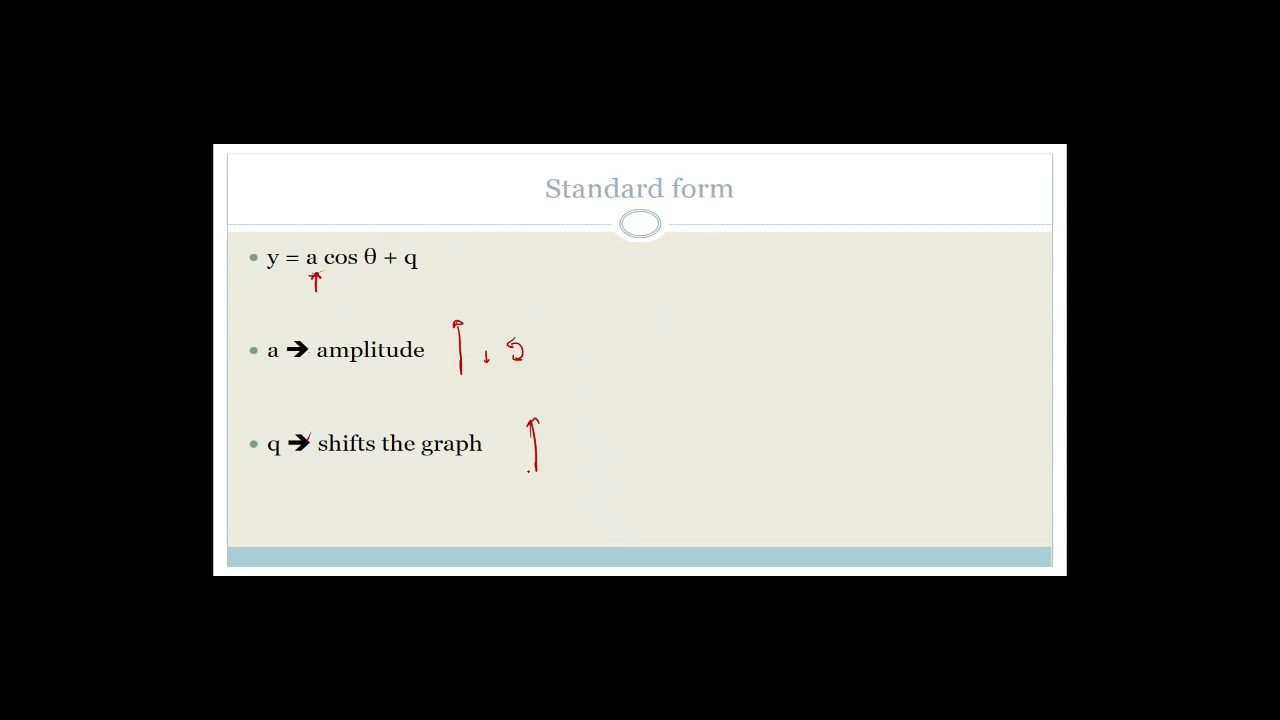 Standard form
• y = a cos θ + q
• a ➔ amplitude
• q ➔ shifts the graph